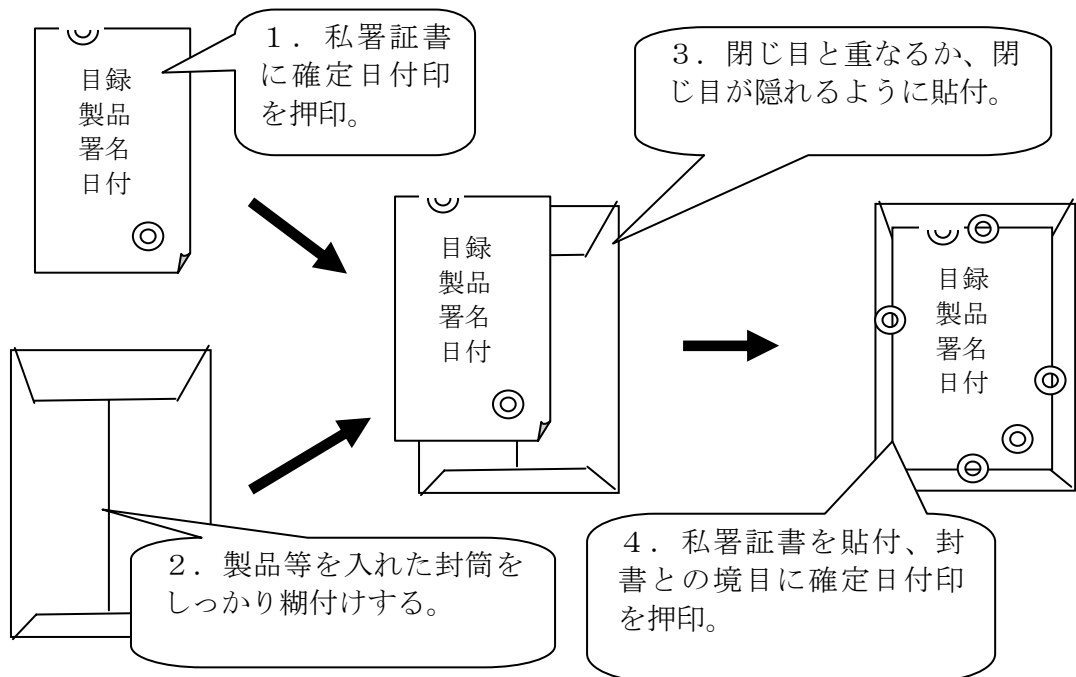 １．私署証書
に確定日付印
を押印。
目録
製品
署名
日付
２．製品等を入れた封筒を
しっかり糊付けする。
３．閉じ目と重なるか、閉
じ目が隠れるように貼付。
目録
製品
署名
日付
４．私署証書を貼付、封
書との境目に確定日付印
を押印。
目録
製品
署名
日付